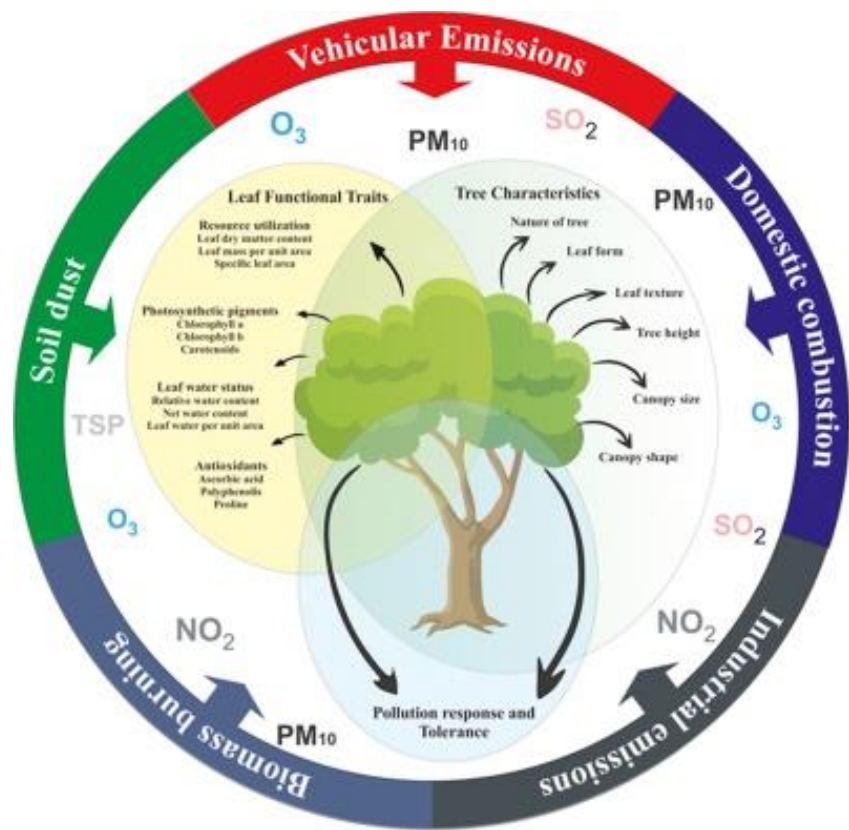 Vehicular Emissions
Domestic combustion
Industrial emissions
Biomass burning
Soil dust
O3
PM10
SO2
PM10
O3
SO2
NO2
PM10
NO2
O3
TSP
Leaf Functional Traits
Resource utilization
Leaf dry matter content
Leaf mass per unit area
Specific leaf area
Photosynthetic pigments
Chlorophyll a
Chlorophyll b
Carotenoids
Leaf water status
Relative water content
Net water content
Leaf water per unit area
Antioxidants
Ascorbic acid
Polyphenolls
Proline
Tree Characteristics
Nature of tree
Leaf form
Leaf texture
Tree height
Canopy size
Canopy shape
Pollution response and
Tolerance